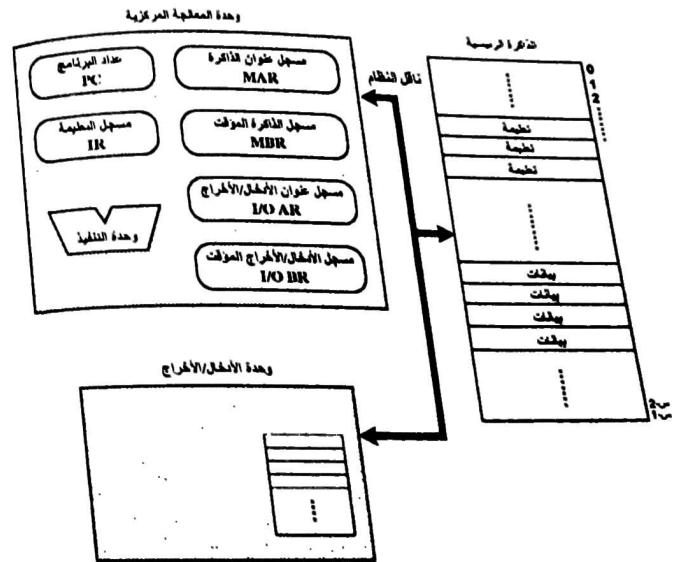 وحدة المعالجة المركزية
عداد البرنامج
PC
مسجل عنوان الذاكرة
MAR
مسجل التعليمة
IR
مسجل الذاكرة المؤقت
MBR
مسجل عنوان الأدخال/الأخراج
I/O AR
وحدة التنفيذ
مسجل الأدخال/الأخراج المؤقت
I/O BR
ناقل النظام
الذاكرة الرئيسية
0
1
2
تعليمة
تعليمة
تعليمة
بيانات
بيانات
بيانات
بيانات
س-2
س-1
وحدة الأدخال/الأخراج